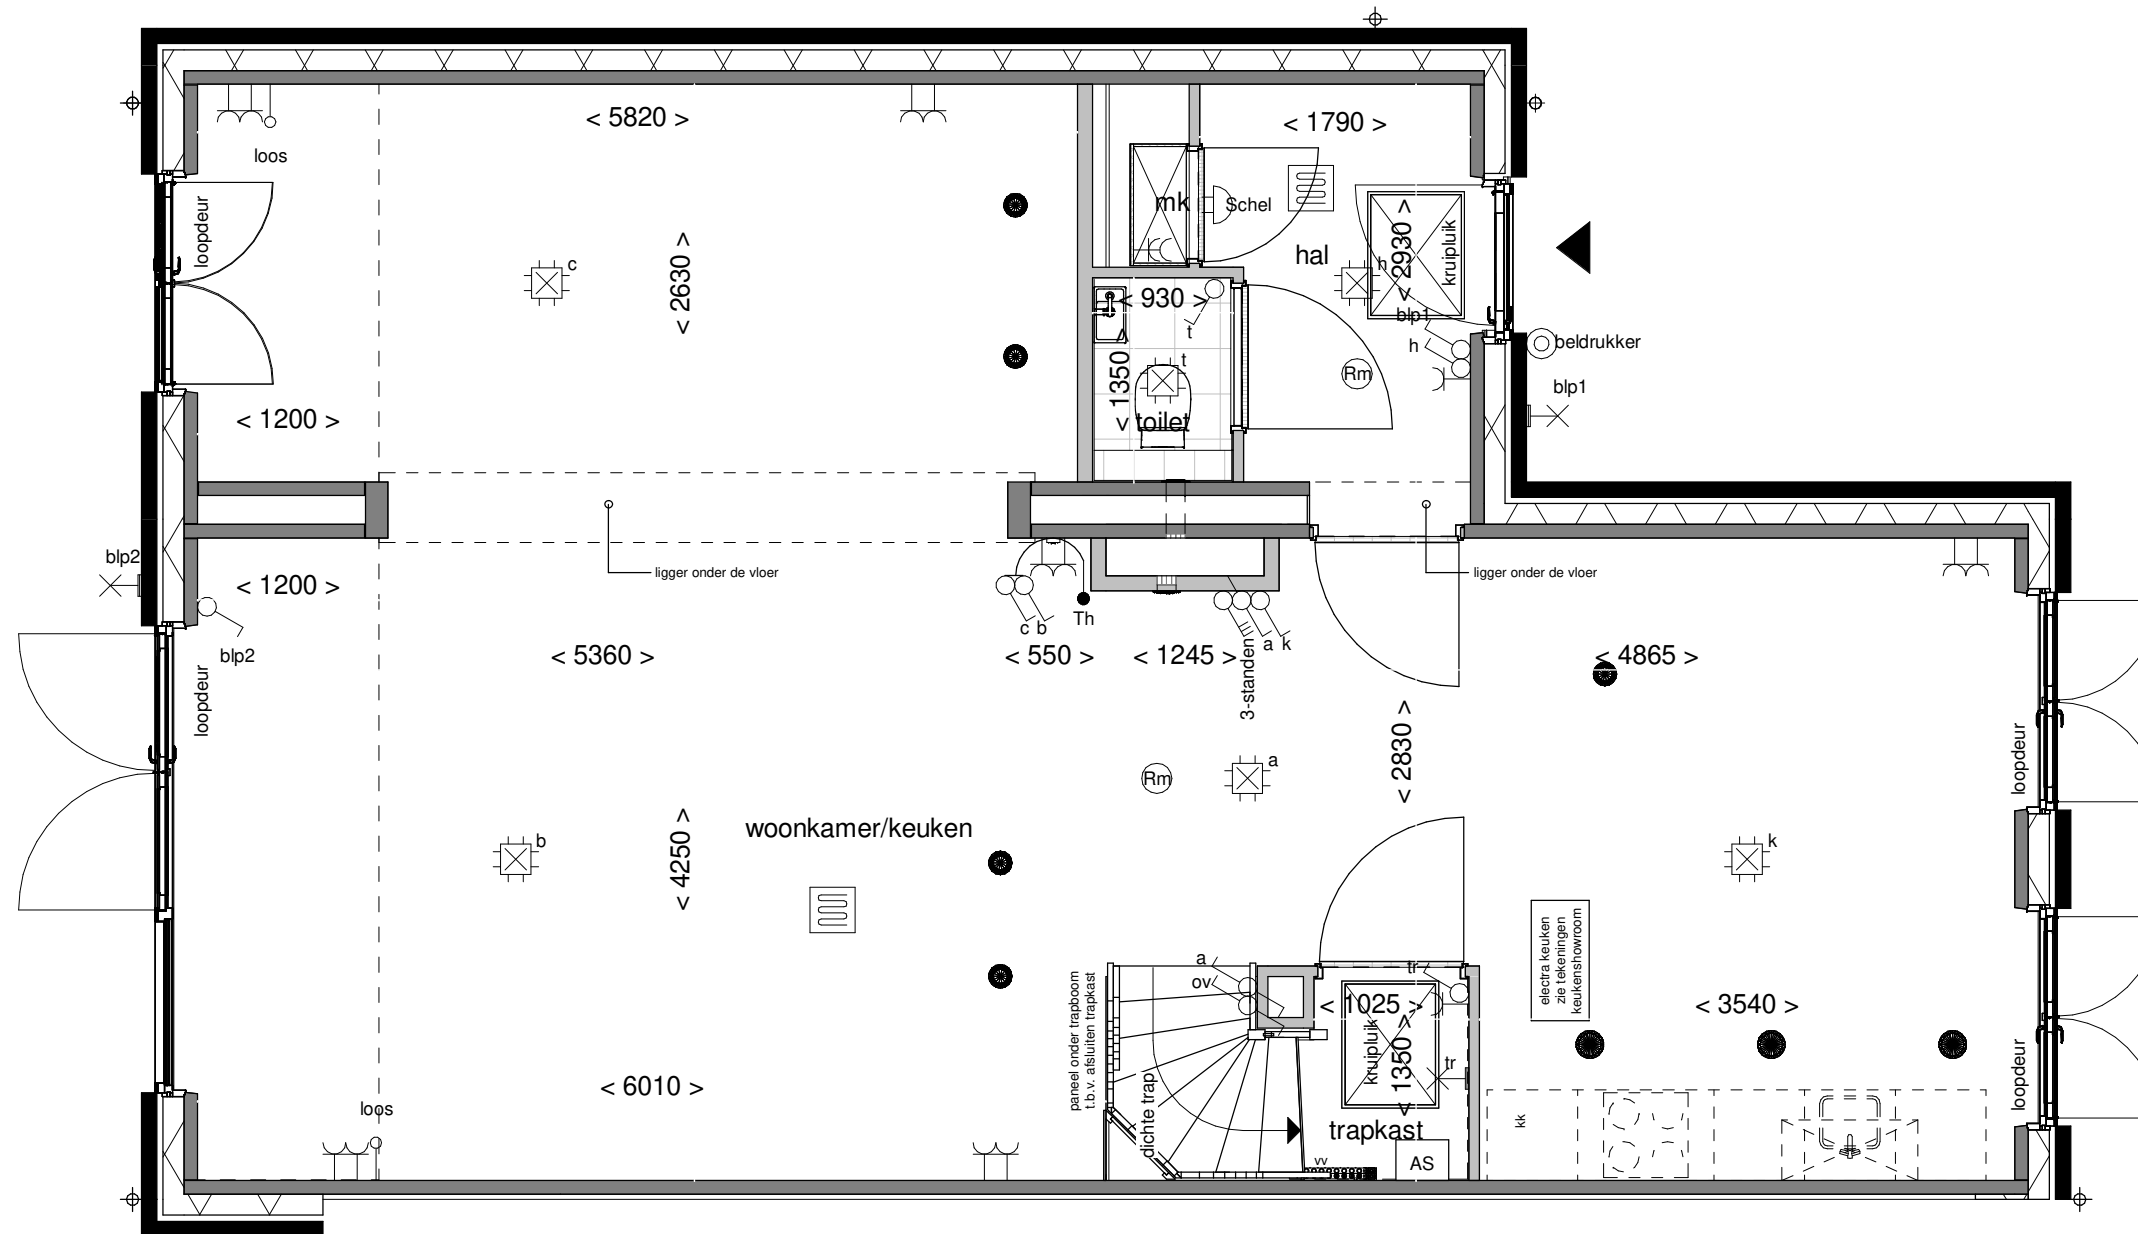 < 5820 >
< 1790 >
loos
loopdeur
mk
Schel
hal
< 2930 >
kruipluik
c
< 2630 >
h
< 930 >
t
blp1
h
beldrukker
t
Rm
< 1350 >
blp1
toilet
< 1200 >
blp2
< 1200 >
ligger onder de vloer
ligger onder de vloer
c
b
Th
a
k
3-standen
blp2
loopdeur
< 5360 >
< 550 >
< 1245 >
< 4865 >
< 2830 >
Rm
a
loopdeur
woonkamer/keuken
b
< 4250 >
k
electra keuken
zie tekeningen
keukenshowroom
a
ov
tr
paneel onder trapboom
t.b.v. afsluiten trapkast
< 1025 >
kruipluik
< 1350 >
tr
< 3540 >
loopdeur
< 6010 >
loos
dichte trap
trapkast
kk
vv
AS